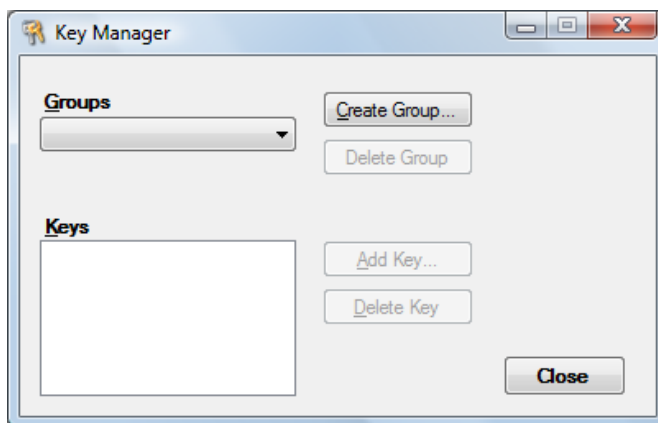 Key Manager
Groups
Create Group...
Delete Group
Keys
Add Key...
Delete Key
Close